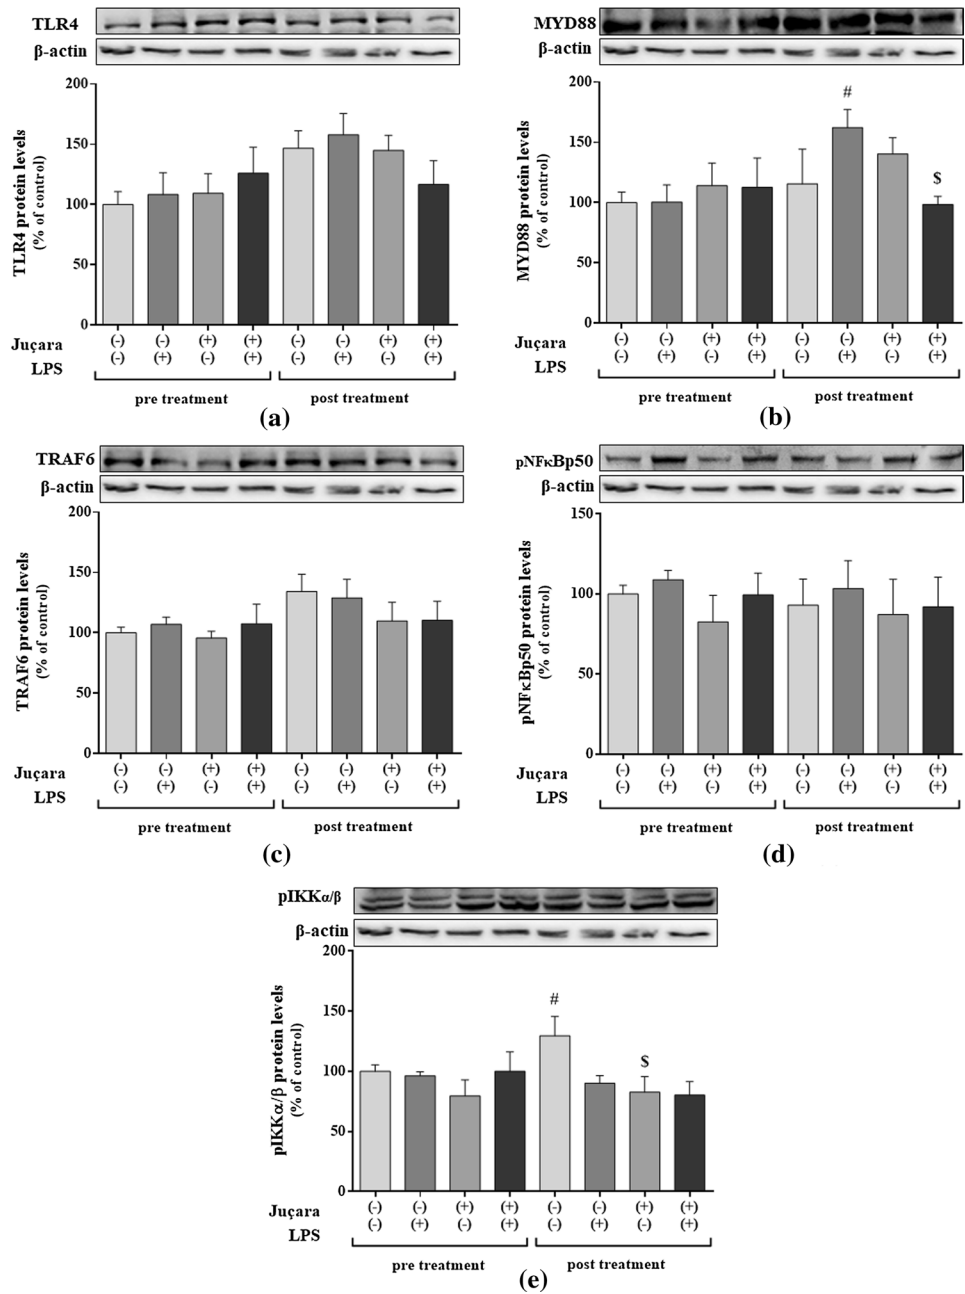 TLR4
β-actin
200
150
100
50
0
TLR4 protein levels
(% of control)
Juçara (-) (-) (+) (+) (-) (-) (+) (+)
LPS (-) (+) (-) (+) (-) (+) (-) (+)
pre treatment post treatment
(a)
MYD88
β-actin
200
150
100
50
0
MYD88 protein levels
(% of control)
#
$
Juçara (-) (-) (+) (+) (-) (-) (+) (+)
LPS (-) (+) (-) (+) (-) (+) (-) (+)
pre treatment post treatment
(b)
TRAF6
β-actin
200
150
100
50
0
TRAF6 protein levels
(% of control)
Juçara (-) (-) (+) (+) (-) (-) (+) (+)
LPS (-) (+) (-) (+) (-) (+) (-) (+)
pre treatment post treatment
(c)
pNFκBp50
β-actin
150
100
50
0
pNFκBp50 protein levels
(% of control)
Juçara (-) (-) (+) (+) (-) (-) (+) (+)
LPS (-) (+) (-) (+) (-) (+) (-) (+)
pre treatment post treatment
(d)
pIKKα/β
β-actin
200
150
100
50
0
pIKKα/β protein levels
(% of control)
#
$
Juçara (-) (-) (+) (+) (-) (-) (+) (+)
LPS (-) (+) (-) (+) (-) (+) (-) (+)
pre treatment post treatment
(e)